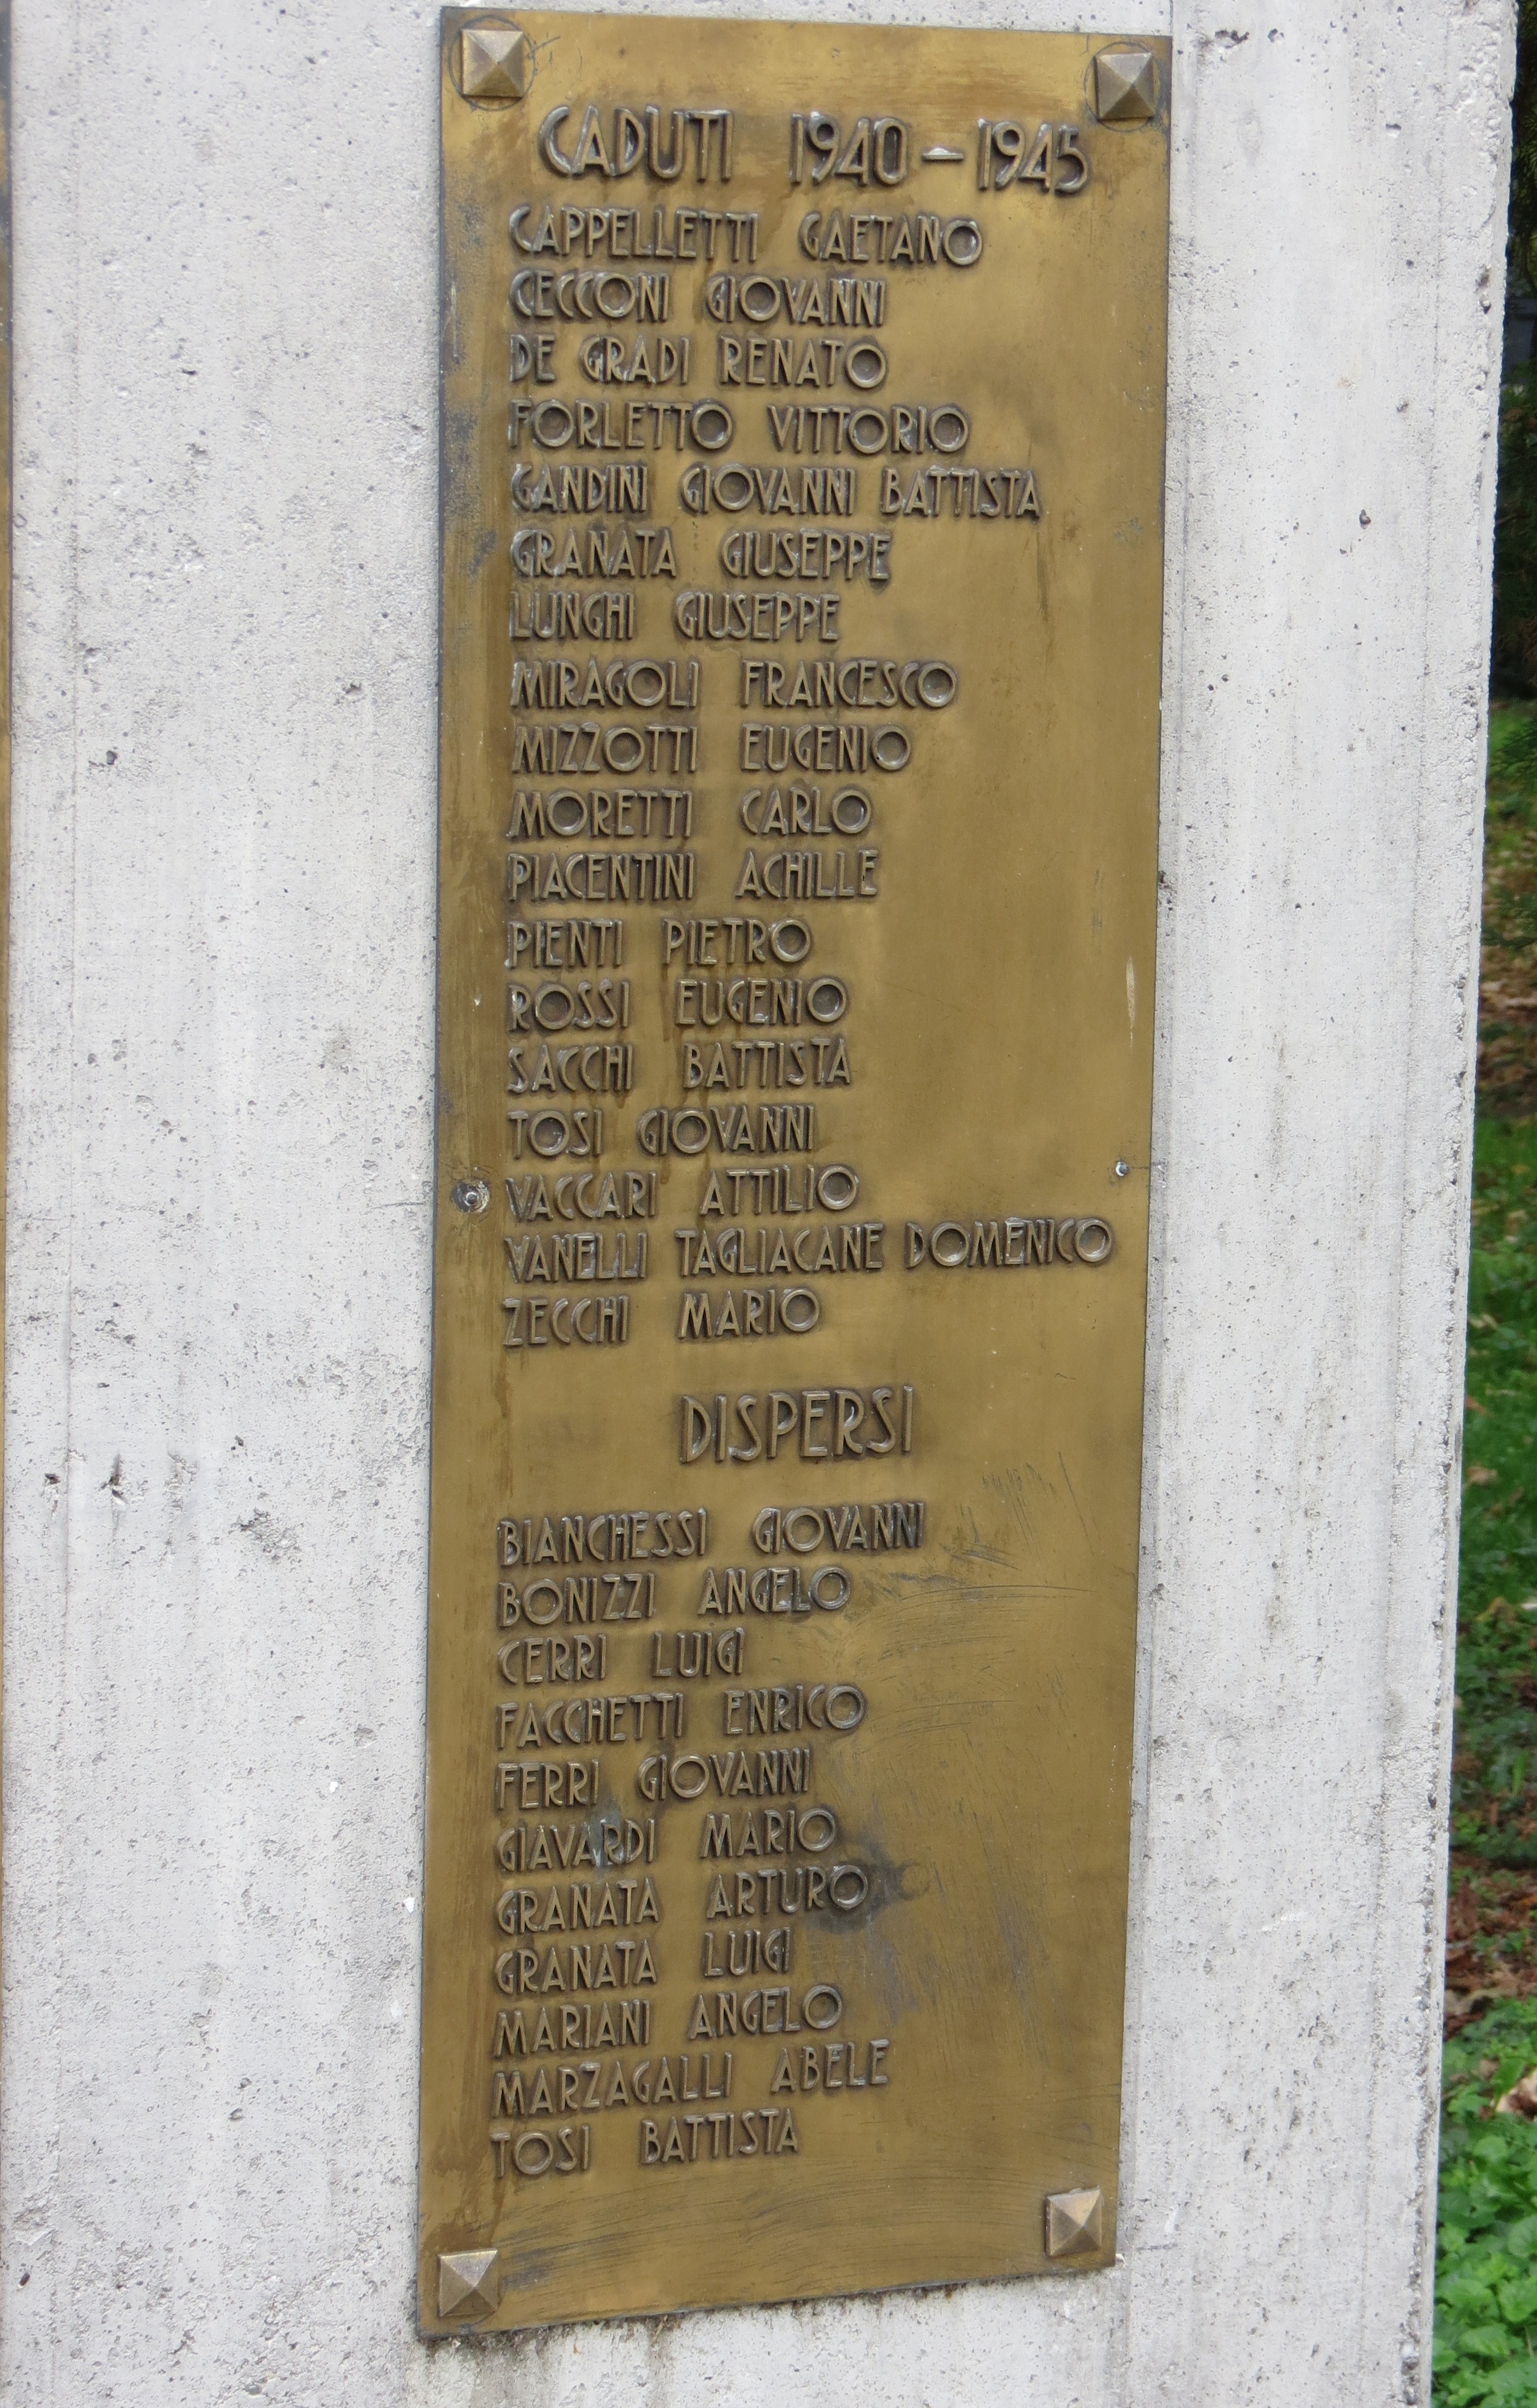 CADUTI 1940 - 1945
CAPPELLETTI GAETANO
CECCONI GIOVANNI
DE GRADI RENATO
FORLETTO VITTORIO
GANDINI GIOVANNI BATTISTA
GRANATA GIUSEPPE
LUNGHI GIUSEPPE
MIRAGOLI FRANCESCO
MIZZOTTI EUGENIO
MORETTI CARLO
PIACENTINI ACHILLE
PIENTI PIETRO
ROSSI EUGENIO
SACCHI BATTISTA
TOSI GIOVANNI
VACCARI ATTILIO
VANELLI TAGLIACANE DOMENICO
ZECCHI MARIO
DISPERSI
BIANCHESSI GIOVANNI
BONIZZI ANGELO
CERRI LUIGI
FACCHETTI ENRICO
FERRI GIOVANNI
GIAVARDI MARIO
GRANATA ARTURO
GRANATA LUIGI
MARIANI ANGELO
MARZAGALLI ABELE
TOSI BATTISTA